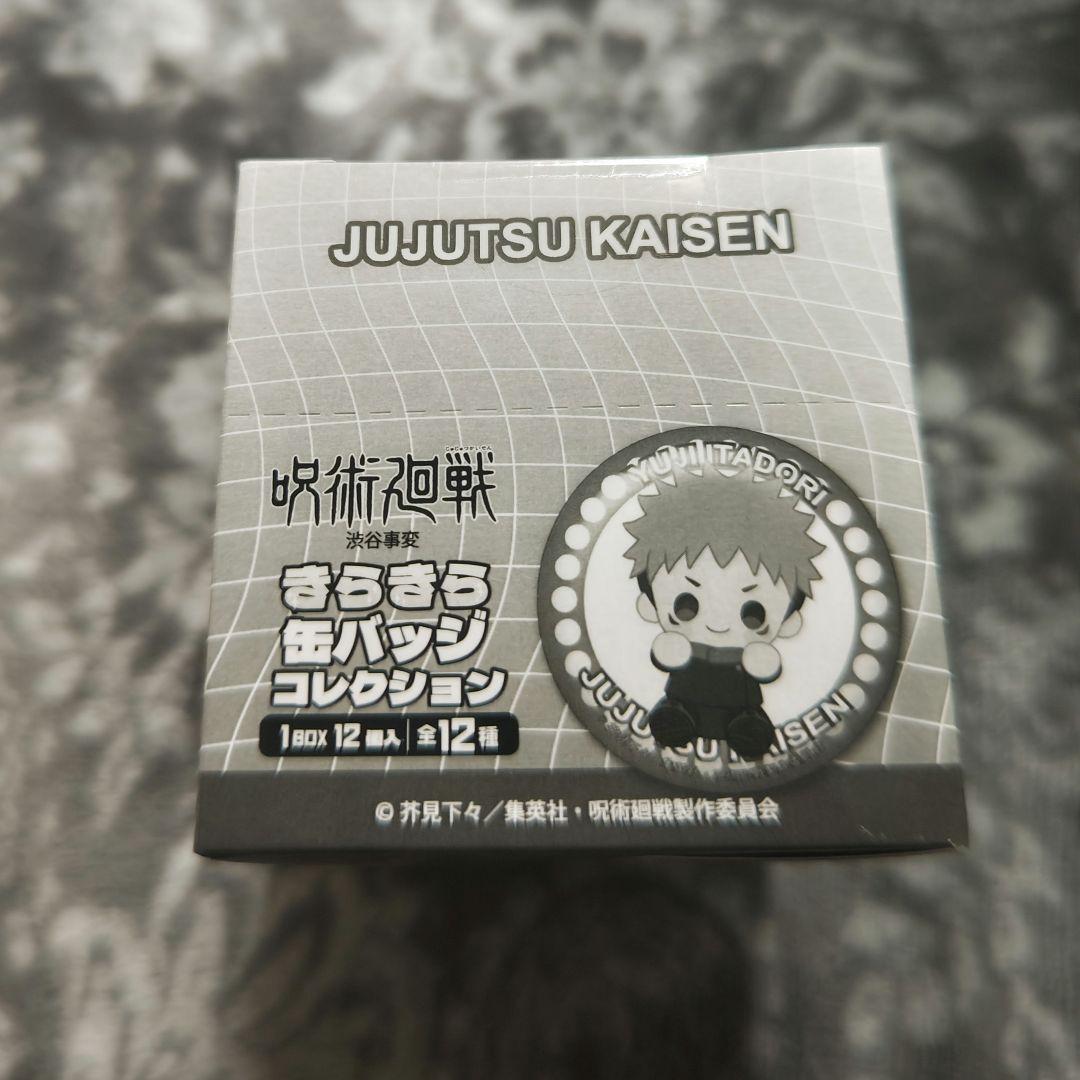 JUJUTSU KAISEN
じゅじゅつかいせん
呪術廻戦
渋谷事変
きらきら
缶バッジ
コレクション
1BOX 12個入 全12種
YUJI ITADORI
JUJUTSU KAISEN
© 芥見下々／集英社・呪術廻戦製作委員会